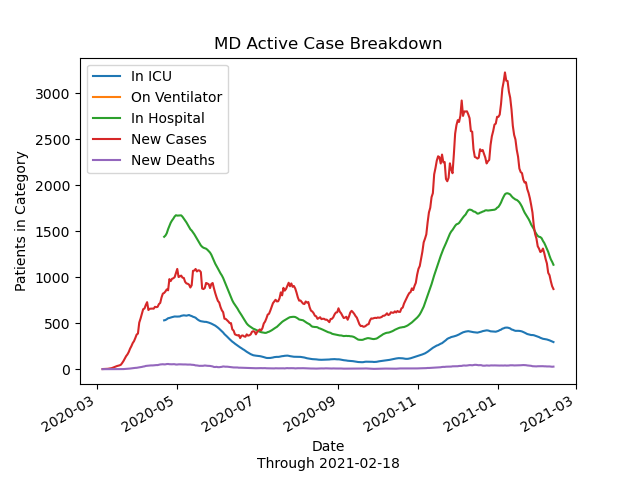 MD Active Case Breakdown
In ICU
On Ventilator
In Hospital
New Cases
New Deaths
Patients in Category
3000
2500
2000
1500
1000
500
0
2020-03
2020-05
2020-07
2020-09
2020-11
2021-01
2021-03
Date
Through 2021-02-18